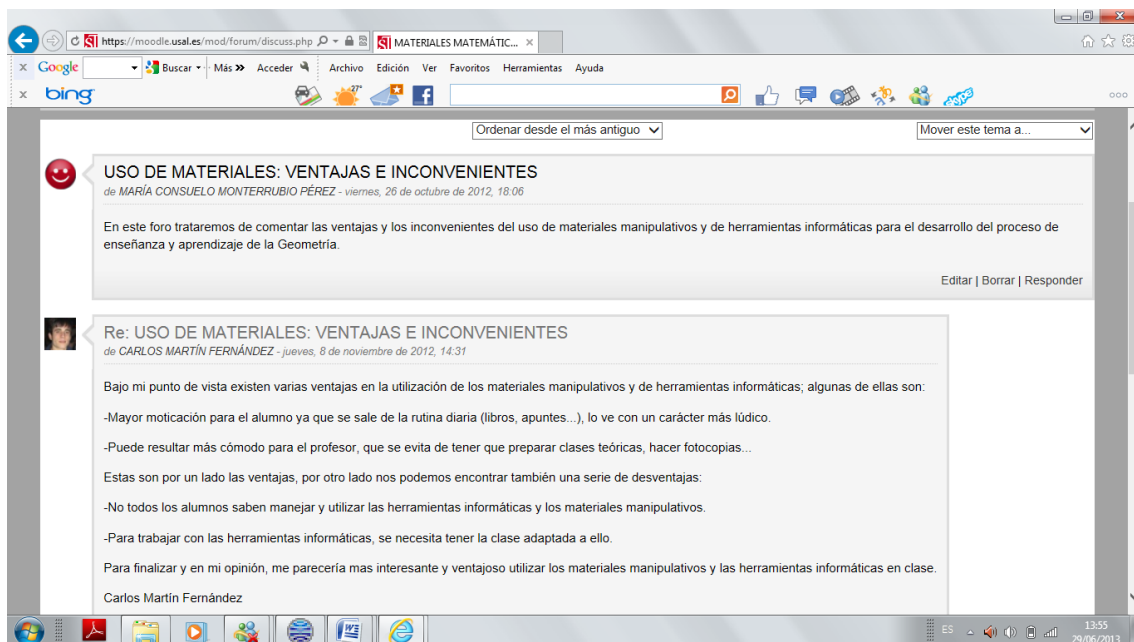 https://moodle.usal.es/mod/forum/discuss.php
MATERIALES MATEMÁTIC...
x Google Buscar Más » Acceder Archivo Edición Ver Favoritos Herramientas Ayuda
x bing 27°
Ordenar desde el más antiguo
Mover este tema a...
USO DE MATERIALES: VENTAJAS E INCONVENIENTES
de MARÍA CONSUELO MONTERRUBIO PÉREZ - viernes, 26 de octubre de 2012, 18:06
En este foro trataremos de comentar las ventajas y los inconvenientes del uso de materiales manipulativos y de herramientas informáticas para el desarrollo del proceso de
enseñanza y aprendizaje de la Geometría.
Editar | Borrar | Responder
Re: USO DE MATERIALES: VENTAJAS E INCONVENIENTES
de CARLOS MARTÍN FERNÁNDEZ - jueves, 8 de noviembre de 2012, 14:31
Bajo mi punto de vista existen varias ventajas en la utilización de los materiales manipulativos y de herramientas informáticas; algunas de ellas son:
-Mayor moticación para el alumno ya que se sale de la rutina diaria (libros, apuntes...), lo ve con un carácter más lúdico.
-Puede resultar más cómodo para el profesor, que se evita de tener que preparar clases teóricas, hacer fotocopias...
Estas son por un lado las ventajas, por otro lado nos podemos encontrar también una serie de desventajas:
-No todos los alumnos saben manejar y utilizar las herramientas informáticas y los materiales manipulativos.
-Para trabajar con las herramientas informáticas, se necesita tener la clase adaptada a ello.
Para finalizar y en mi opinión, me parecería mas interesante y ventajoso utilizar los materiales manipulativos y las herramientas informáticas en clase.
Carlos Martín Fernández
ES
13:55
29/06/2013